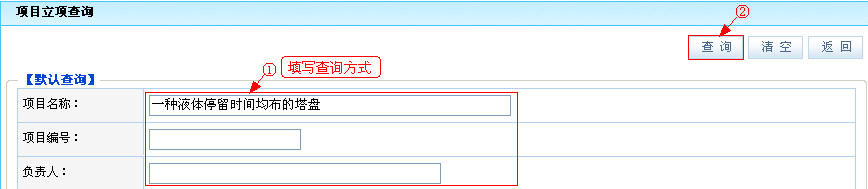 项目立项查询
②
查 询 清 空 返 回
① 填写查询方式
【默认查询】
项目名称： 一种液体停留时间均布的塔盘
项目编号：
负责人：